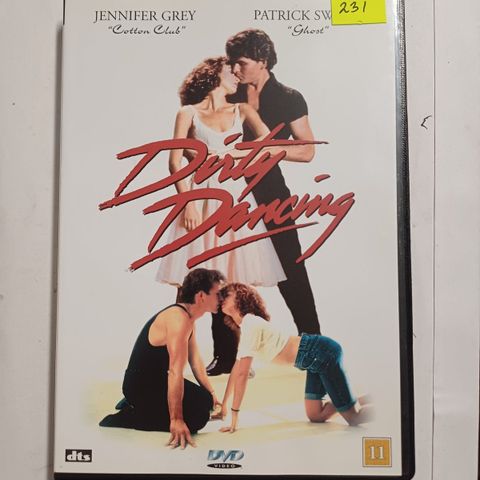 JENNIFER GREY
"Cotton Club"
PATRICK SW
"Ghost"
231
Dirty
Dancing
dts
DVD
VIDEO
11